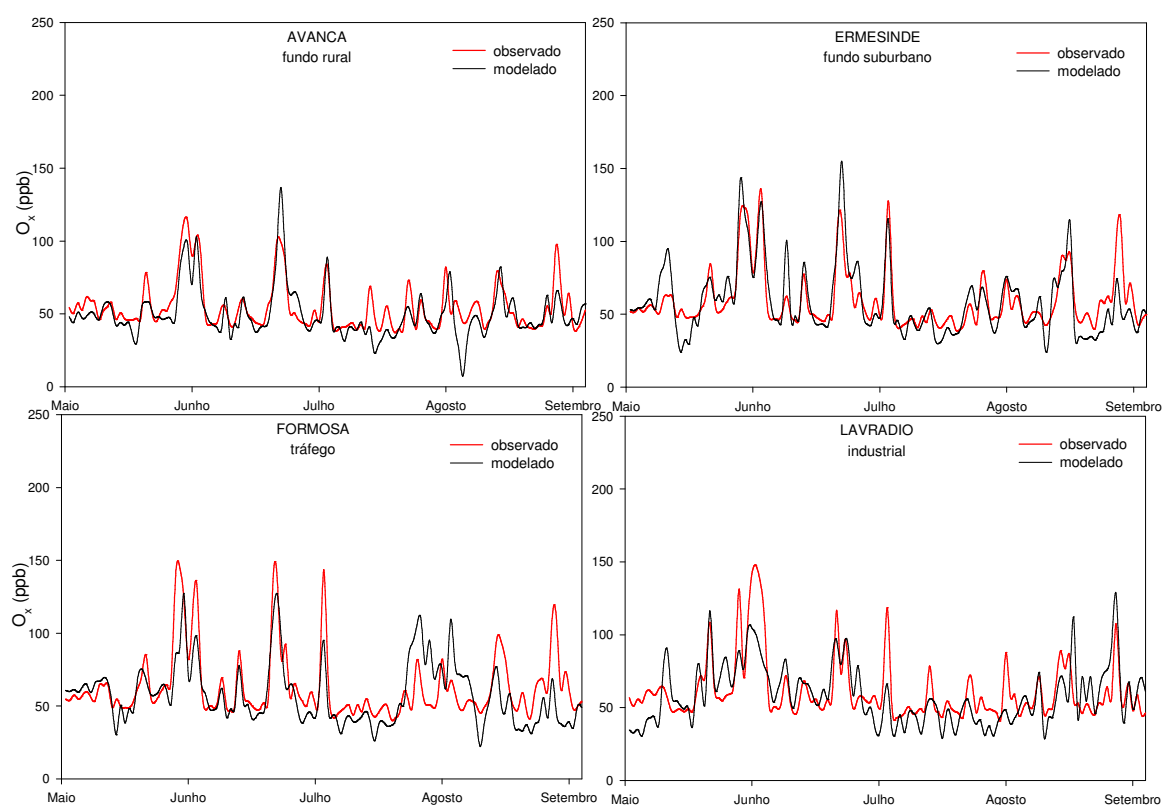 AVANCA
fundo rural
observado
modelado
250
200
150
100
50
0
Oₓ (ppb)
Maio Junho Julho Agosto Setembro
ERMESINDE
fundo suburbano
observado
modelado
250
200
150
100
50
0
Maio Junho Julho Agosto Setembro
FORMOSA
tráfego
observado
modelado
250
200
150
100
50
0
Oₓ (ppb)
Maio Junho Julho Agosto Setembro
LAVRADIO
industrial
observado
modelado
250
200
150
100
50
0
Maio Junho Julho Agosto Setembro